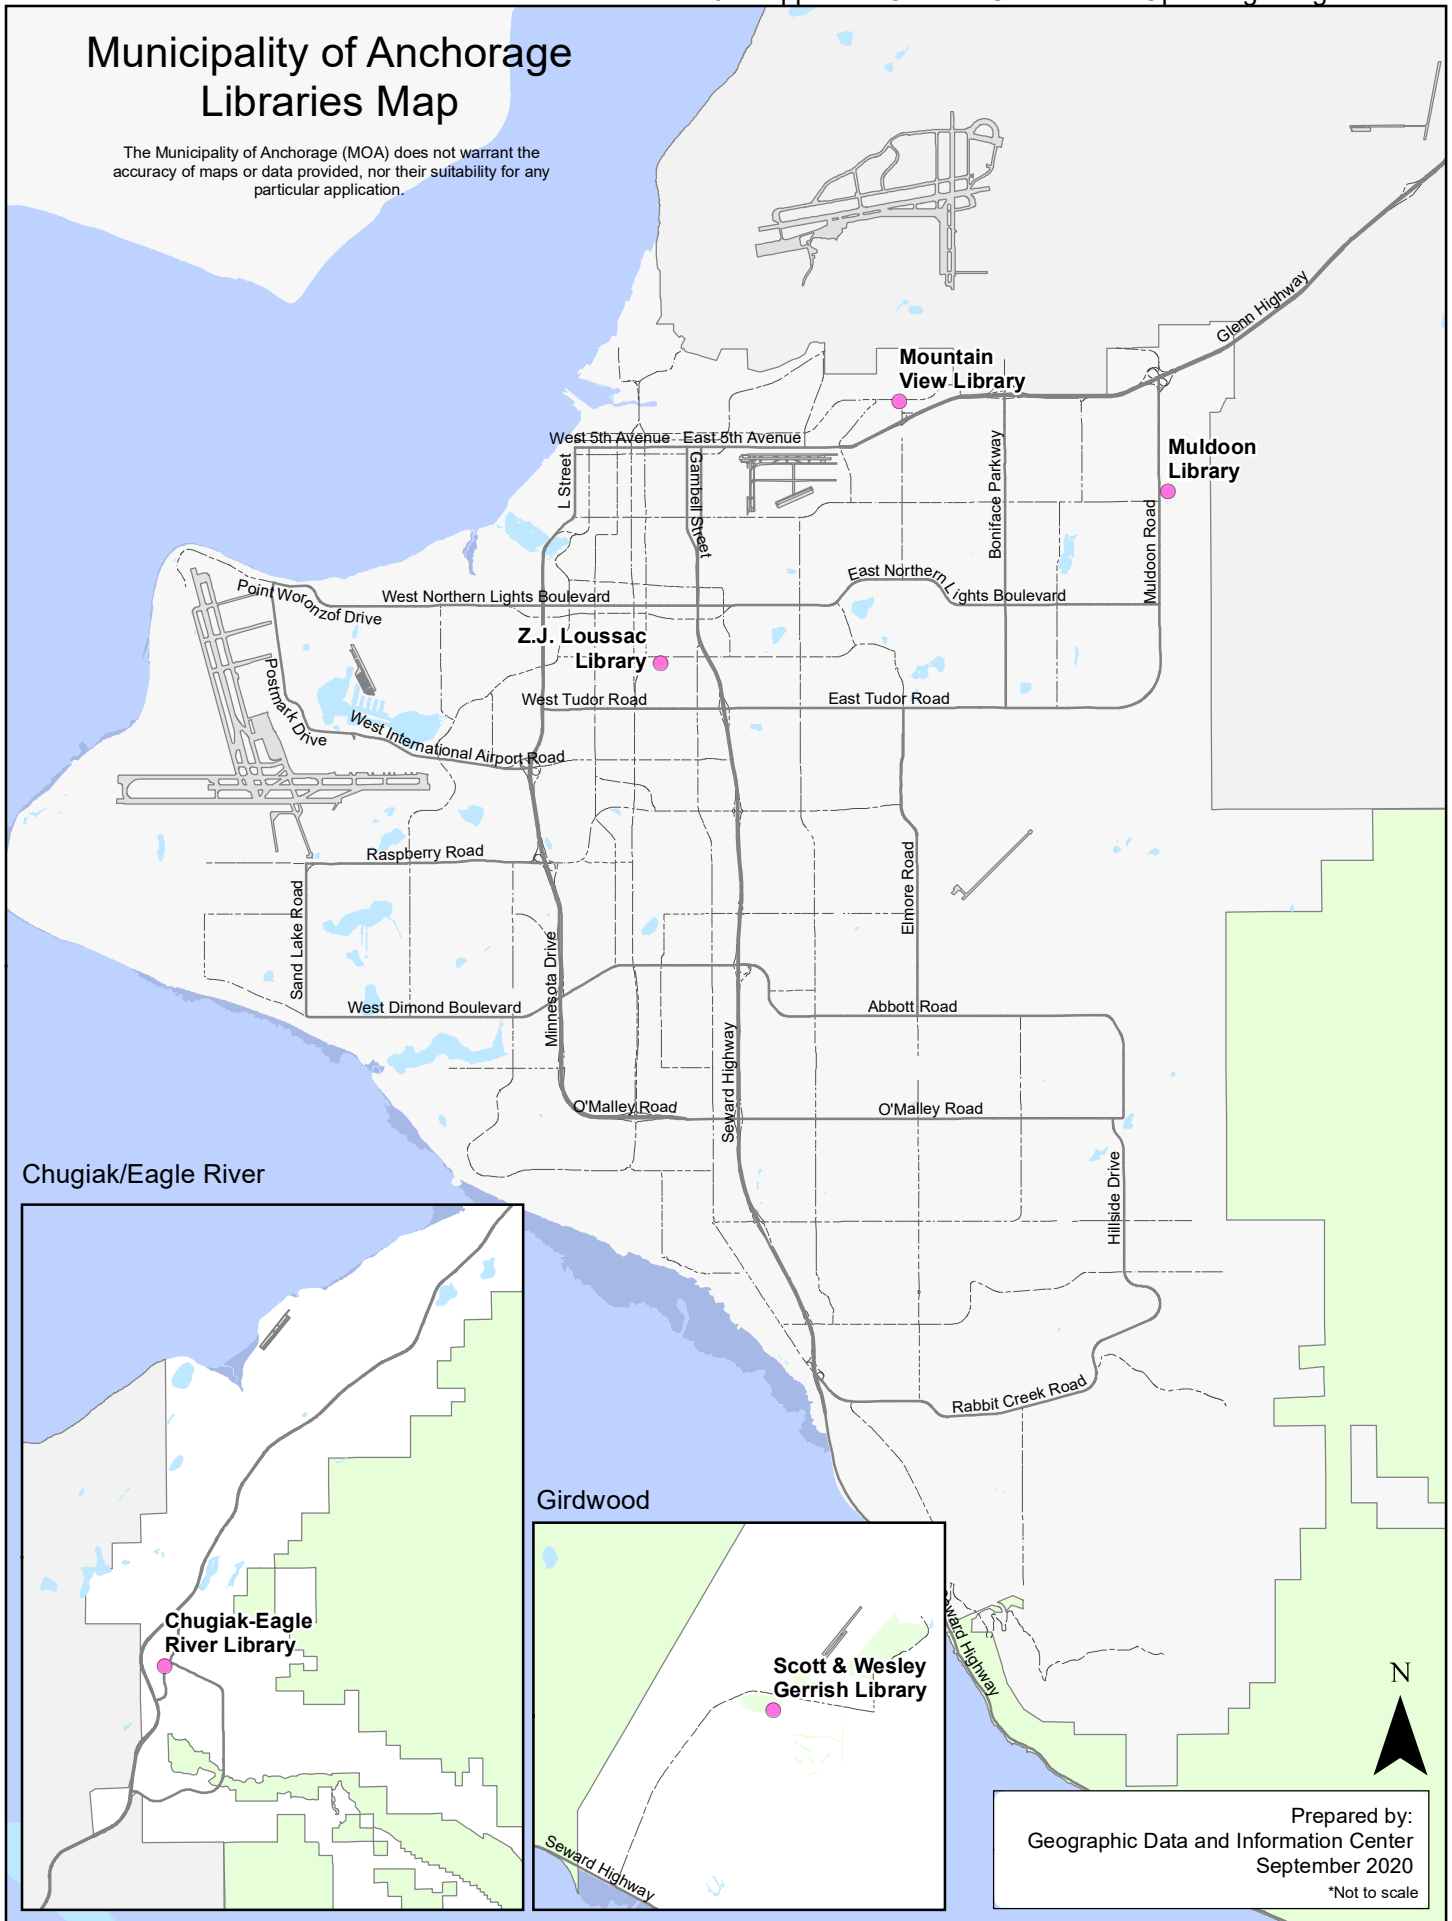 Municipality of Anchorage
Libraries Map
The Municipality of Anchorage (MOA) does not warrant the
accuracy of maps or data provided, nor their suitability for any
particular application.
Glenn Highway
Mountain
View Library
West 5th Avenue
East 5th Avenue
Muldoon
Library
L Street
Gambell Street
Boniface Parkway
Muldoon Road
East Northern Lights Boulevard
Point Woronzof Drive
West Northern Lights Boulevard
Z.J. Loussac
Library
Postmark Drive
West Tudor Road
East Tudor Road
West International Airport Road
Raspberry Road
Elmore Road
Sand Lake Road
Minnesota Drive
West Dimond Boulevard
Abbott Road
Seward Highway
O'Malley Road
O'Malley Road
Hillside Drive
Chugiak/Eagle River
Rabbit Creek Road
Girdwood
Chugiak-Eagle
River Library
Seward Highway
Scott & Wesley
Gerrish Library
Seward Highway
N
Prepared by:
Geographic Data and Information Center
September 2020
*Not to scale